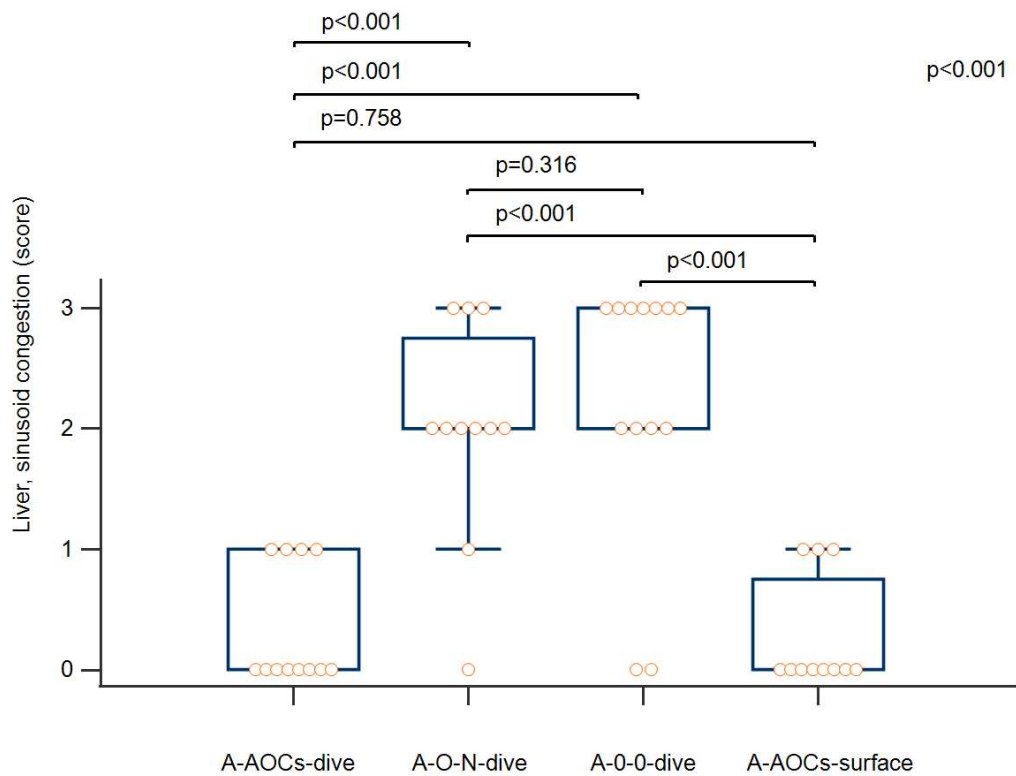 p<0.001
p<0.001
p<0.001
p=0.758
p=0.316
p<0.001
p<0.001
Liver, sinusoid congestion (score)
3
2
1
0
A-AOCs-dive
A-O-N-dive
A-0-0-dive
A-AOCs-surface